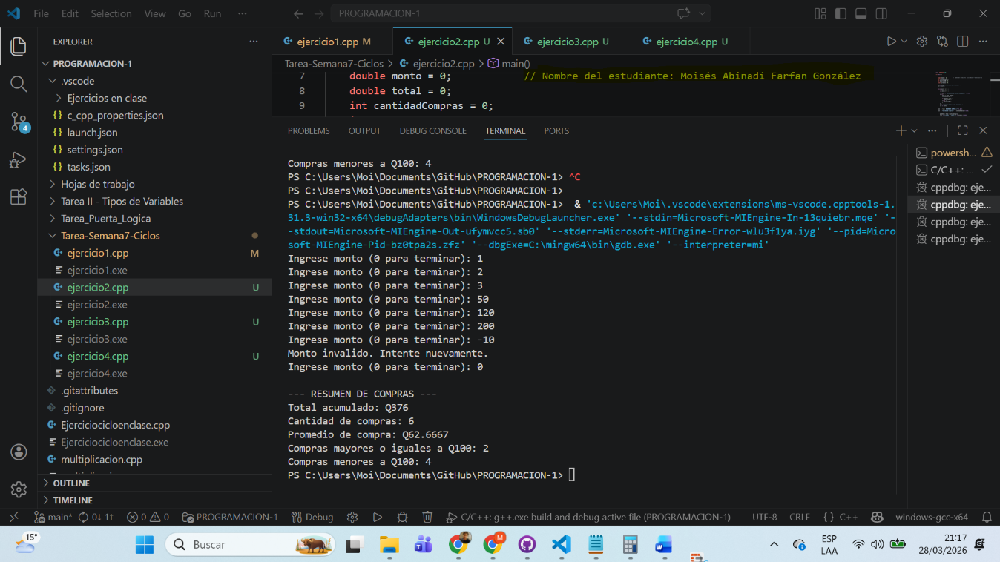 File Edit Selection View Go Run ··· PROGRAMACION-1
EXPLORER ···
PROGRAMACION-1
.vscode
Ejercicios en clase
{} c_cpp_properties.json
{} launch.json
{} settings.json
{} tasks.json
Hojas de trabajo
Tarea II - Tipos de Variables
Tarea_Puerta_Logica
Tarea-Semana7-Ciclos
ejercicio1.cpp M
ejercicio1.exe
ejercicio2.cpp U
ejercicio2.exe
ejercicio3.cpp U
ejercicio3.exe
ejercicio4.cpp U
ejercicio4.exe
.gitattributes
.gitignore
Ejerciciocicloenclase.cpp
Ejerciciocicloenclase.exe
multiplicacion.cpp
OUTLINE
TIMELINE
4
ejercicio1.cpp M ejercicio2.cpp U ejercicio3.cpp U ejercicio4.cpp U
Tarea-Semana7-Ciclos > ejercicio2.cpp > main()
7 double monto = 0; // Nombre del estudiante: Moisés Abinadí Farfan González
8 double total = 0;
9 int cantidadCompras = 0;
PROBLEMS OUTPUT DEBUG CONSOLE TERMINAL PORTS
Compras menores a Q100: 4
PS C:\Users\Moi\Documents\GitHub\PROGRAMACION-1> ^C
PS C:\Users\Moi\Documents\GitHub\PROGRAMACION-1>
PS C:\Users\Moi\Documents\GitHub\PROGRAMACION-1> & 'c:\Users\Moi\.vscode\extensions\ms-vscode.cpptools-1.
31.3-win32-x64\debugAdapters\bin\WindowsDebugLauncher.exe' '--stdin=Microsoft-MIEngine-In-13quiebr.mqe' '-
-stdout=Microsoft-MIEngine-Out-ufymvcc5.sb0' '--stderr=Microsoft-MIEngine-Error-wlu3f1ya.iyg' '--pid=Micro
soft-MIEngine-Pid-bz0tpa2s.zfz' '--dbgExe=C:\mingw64\bin\gdb.exe' '--interpreter=mi'
Ingrese monto (0 para terminar): 1
Ingrese monto (0 para terminar): 2
Ingrese monto (0 para terminar): 3
Ingrese monto (0 para terminar): 50
Ingrese monto (0 para terminar): 120
Ingrese monto (0 para terminar): 200
Ingrese monto (0 para terminar): -10
Monto invalido. Intente nuevamente.
Ingrese monto (0 para terminar): 0
--- RESUMEN DE COMPRAS ---
Total acumulado: Q376
Cantidad de compras: 6
Promedio de compra: Q62.6667
Compras mayores o iguales a Q100: 2
Compras menores a Q100: 4
PS C:\Users\Moi\Documents\GitHub\PROGRAMACION-1>
powersh...
C/C++: ...
cppdbg: eje...
cppdbg: eje...
cppdbg: eje...
cppdbg: eje...
main* 0↓ 1↑ 0 0 PROGRAMACION-1 Debug C/C++: g++.exe build and debug active file (PROGRAMACION-1) UTF-8 CRLF {} C++ windows-gcc-x64
15° Buscar
ESP
LAA
21:17
28/03/2026